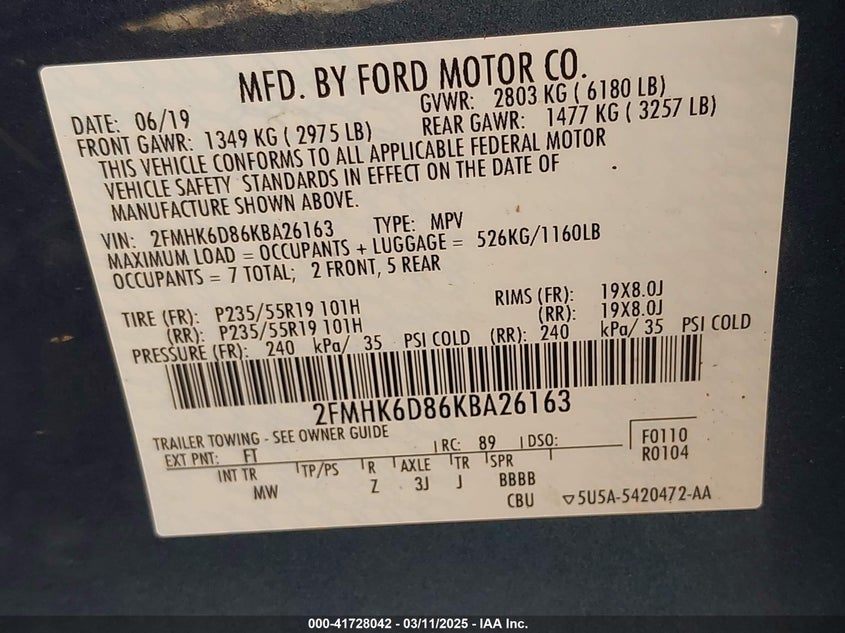 MFD. BY FORD MOTOR CO.
DATE: 06/19 GVWR: 2803 KG ( 6180 LB)
FRONT GAWR: 1349 KG ( 2975 LB) REAR GAWR: 1477 KG ( 3257 LB)
THIS VEHICLE CONFORMS TO ALL APPLICABLE FEDERAL MOTOR
VEHICLE SAFETY STANDARDS IN EFFECT ON THE DATE OF
MANUFACTURE SHOWN ABOVE.
VIN: 2FMHK6D86KBA26163 TYPE: MPV
MAXIMUM LOAD = OCCUPANTS + LUGGAGE = 526KG/1160LB
OCCUPANTS = 7 TOTAL; 2 FRONT, 5 REAR
TIRE (FR): P235/55R19 101H RIMS (FR): 19X8.0J
(RR): P235/55R19 101H (RR): 19X8.0J
PRESSURE (FR): 240 kPa/ 35 PSI COLD (RR): 240 kPa/ 35 PSI COLD
2FMHK6D86KBA26163
TRAILER TOWING - SEE OWNER GUIDE
EXT PNT: FT RC: 89 DSO: F0110
INT TR TP/PS R AXLE TR SPR R0104
MW Z 3J J BBBB
CBU ▽5U5A-5420472-AA
000-41728042 - 03/11/2025 - IAA Inc.